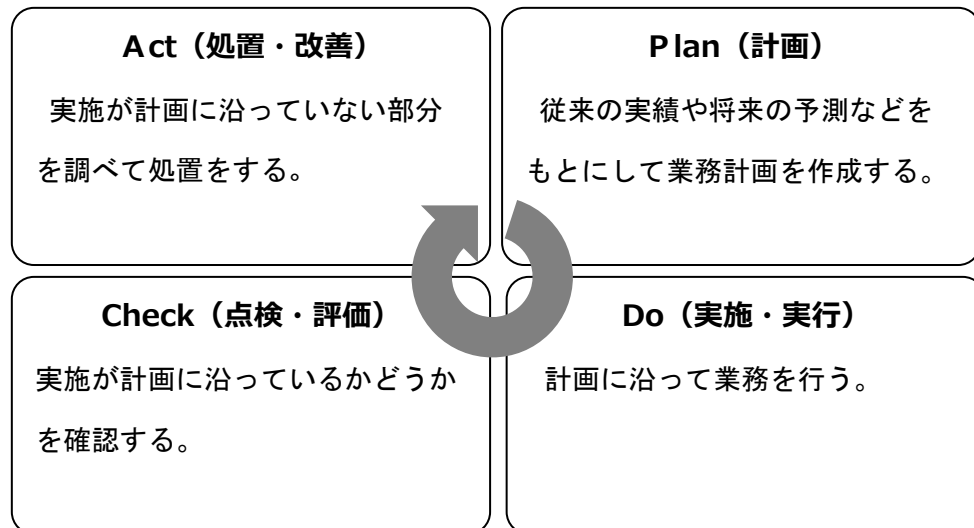 Act（処置・改善）
実施が計画に沿っていない部分
を調べて処置をする。
Plan（計画）
従来の実績や将来の予測などを
もとにして業務計画を作成する。
Check（点検・評価）
実施が計画に沿っているかどうか
を確認する。
Do（実施・実行）
計画に沿って業務を行う。